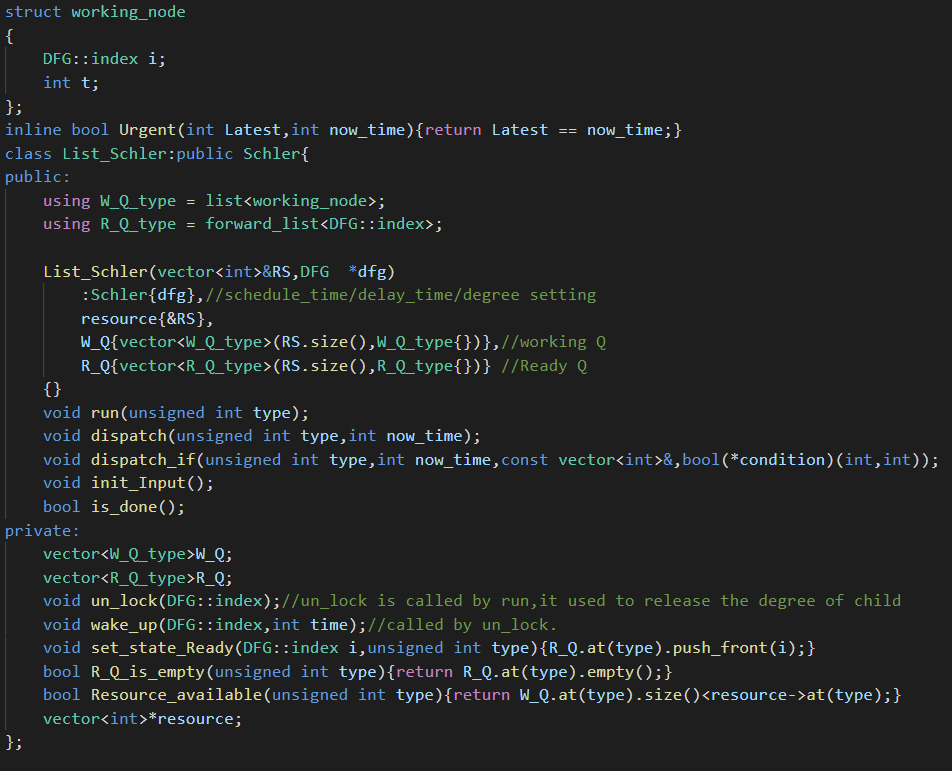 struct working_node
{
    DFG::index i;
    int t;
};
inline bool Urgent(int Latest,int now_time){return Latest == now_time;}
class List_Schler:public Schler{
public:
    using W_Q_type = list<working_node>;
    using R_Q_type = forward_list<DFG::index>;

    List_Schler(vector<int>&RS,DFG  *dfg)
        :Schler{dfg},//schedule_time/delay_time/degree setting
        resource{&RS},
        W_Q{vector<W_Q_type>(RS.size(),W_Q_type{})},//working Q
        R_Q{vector<R_Q_type>(RS.size(),R_Q_type{})} //Ready Q
    {}
    void run(unsigned int type);
    void dispatch(unsigned int type,int now_time);
    void dispatch_if(unsigned int type,int now_time,const vector<int>&,bool(*condition)(int,int));
    void init_Input();
    bool is_done();
private:
    vector<W_Q_type>W_Q;
    vector<R_Q_type>R_Q;
    void un_lock(DFG::index);//un_lock is called by run,it used to release the degree of child
    void wake_up(DFG::index,int time);//called by un_lock.
    void set_state_Ready(DFG::index i,unsigned int type){R_Q.at(type).push_front(i);}
    bool R_Q_is_empty(unsigned int type){return R_Q.at(type).empty();}
    bool Resource_available(unsigned int type){return W_Q.at(type).size()<resource->at(type);}
    vector<int>*resource;
};